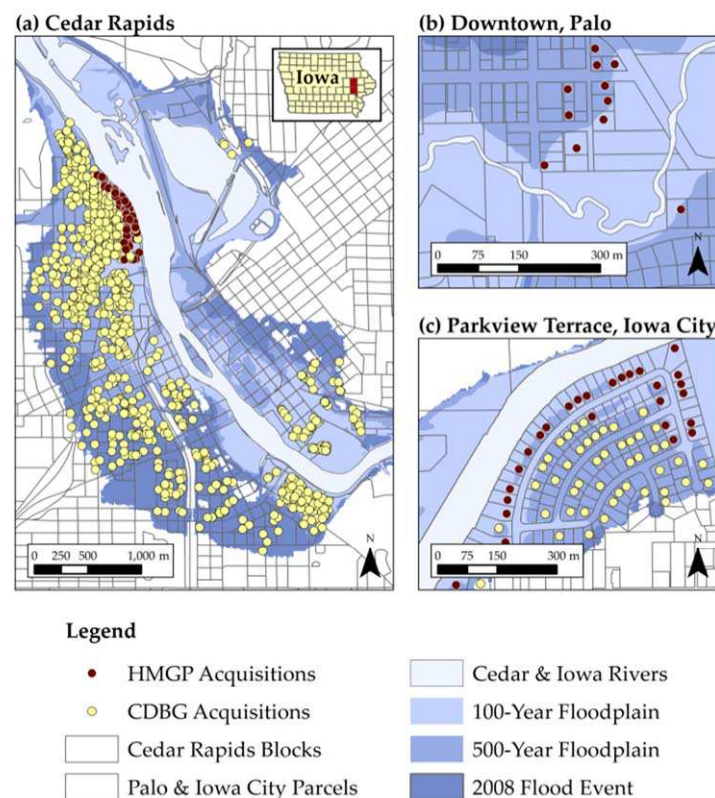 (a) Cedar Rapids
Iowa
N
0 250 500 1,000 m
(b) Downtown, Palo
N
0 75 150 300 m
(c) Parkview Terrace, Iowa City
N
0 75 150 300 m
Legend
HMGP Acquisitions
CDBG Acquisitions
Cedar Rapids Blocks
Palo & Iowa City Parcels
Cedar & Iowa Rivers
100-Year Floodplain
500-Year Floodplain
2008 Flood Event